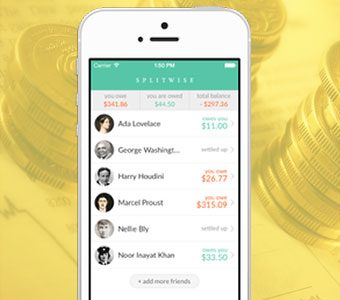 Carrier 1:50 PM
SPLITWISE
you owe you are owed total balance
$341.86 $44.50 - $297.36
Ada Lovelace owes you
$11.00
George Washingt... settled up
Harry Houdini you owe
$26.77
Marcel Proust you owe
$315.09
Nellie Bly settled up
Noor Inayat Khan owes you
$33.50
+ add more friends